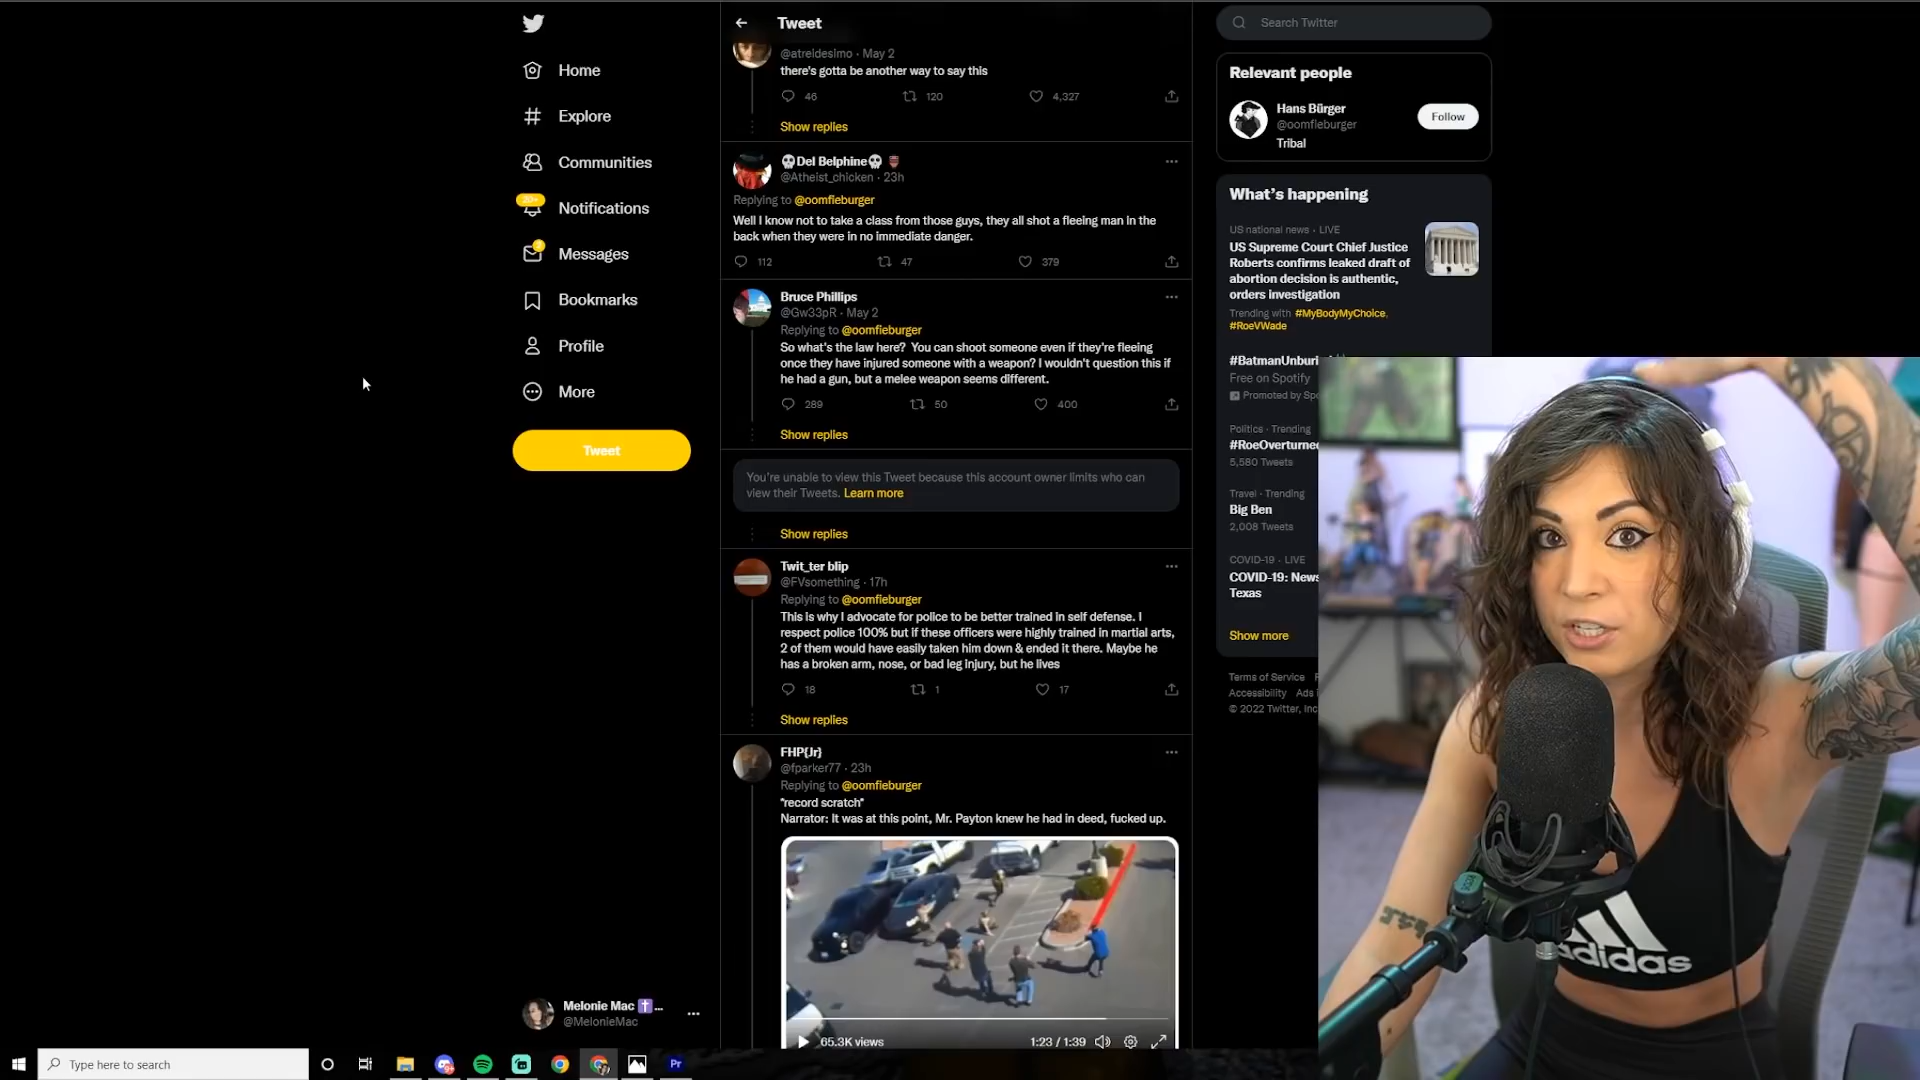 Tweet
@atreldesimo · May 2
there's gotta be another way to say this
46 120 4,327
Show replies
Del Belphine
@Atheist_chicken · 23h
Replying to @oomfieburger
Well I know not to take a class from those guys, they all shot a fleeing man in the
back when they were in no immediate danger.
112 47 379
Bruce Phillips
@Gw33pR · May 2
Replying to @oomfieburger
So what's the law here? You can shoot someone even if they're fleeing
once they have injured someone with a weapon? I wouldn't question this if
he had a gun, but a melee weapon seems different.
289 50 400
Show replies
You're unable to view this Tweet because this account owner limits who can
view their Tweets. Learn more
Show replies
Twit_ter blip
@FVsomething · 17h
Replying to @oomfieburger
This is why I advocate for police to be better trained in self defense. I
respect police 100% but if these officers were highly trained in martial arts,
2 of them would have easily taken him down & ended it there. Maybe he
has a broken arm, nose, or bad leg injury, but he lives
18 1 17
Show replies
FHP{Jr}
@fparker77 · 23h
Replying to @oomfieburger
*record scratch*
Narrator: It was at this point, Mr. Payton knew he had in deed, fucked up.
65.3K views 1:23 / 1:39
Home
Explore
Communities
20+
Notifications
Messages
Bookmarks
Profile
More
Tweet
Melonie Mac ...
@MelonieMac
Search Twitter
Relevant people
Hans Bürger
@oomfieburger
Tribal
Follow
What's happening
US national news · LIVE
US Supreme Court Chief Justice
Roberts confirms leaked draft of
abortion decision is authentic,
orders investigation
Trending with #MyBodyMyChoice,
#RoeVWade
#BatmanUnburi
Free on Spotify
Promoted by Sp
Politics · Trending
#RoeOverturne
5,580 Tweets
Travel · Trending
Big Ben
2,008 Tweets
COVID-19 · LIVE
COVID-19: News
Texas
Show more
Terms of Service
Accessibility Ads
© 2022 Twitter, Inc
adidas
Type here to search
Pr